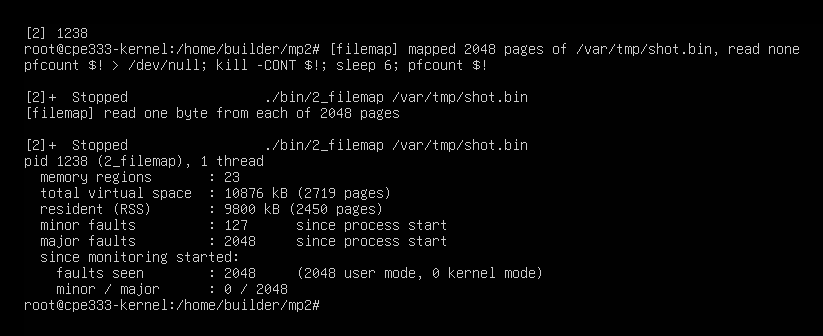 [2] 1238
root@cpe333-kernel:/home/builder/mp2# [filemap] mapped 2048 pages of /var/tmp/shot.bin, read none
pfcount $! > /dev/null; kill -CONT $!; sleep 6; pfcount $!

[2]+  Stopped                 ./bin/2_filemap /var/tmp/shot.bin
[filemap] read one byte from each of 2048 pages

[2]+  Stopped                 ./bin/2_filemap /var/tmp/shot.bin
pid 1238 (2_filemap), 1 thread
  memory regions       : 23
  total virtual space  : 10876 kB (2719 pages)
  resident (RSS)       : 9800 kB (2450 pages)
  minor faults         : 127      since process start
  major faults         : 2048     since process start
  since monitoring started:
    faults seen        : 2048     (2048 user mode, 0 kernel mode)
    minor / major      : 0 / 2048
root@cpe333-kernel:/home/builder/mp2#